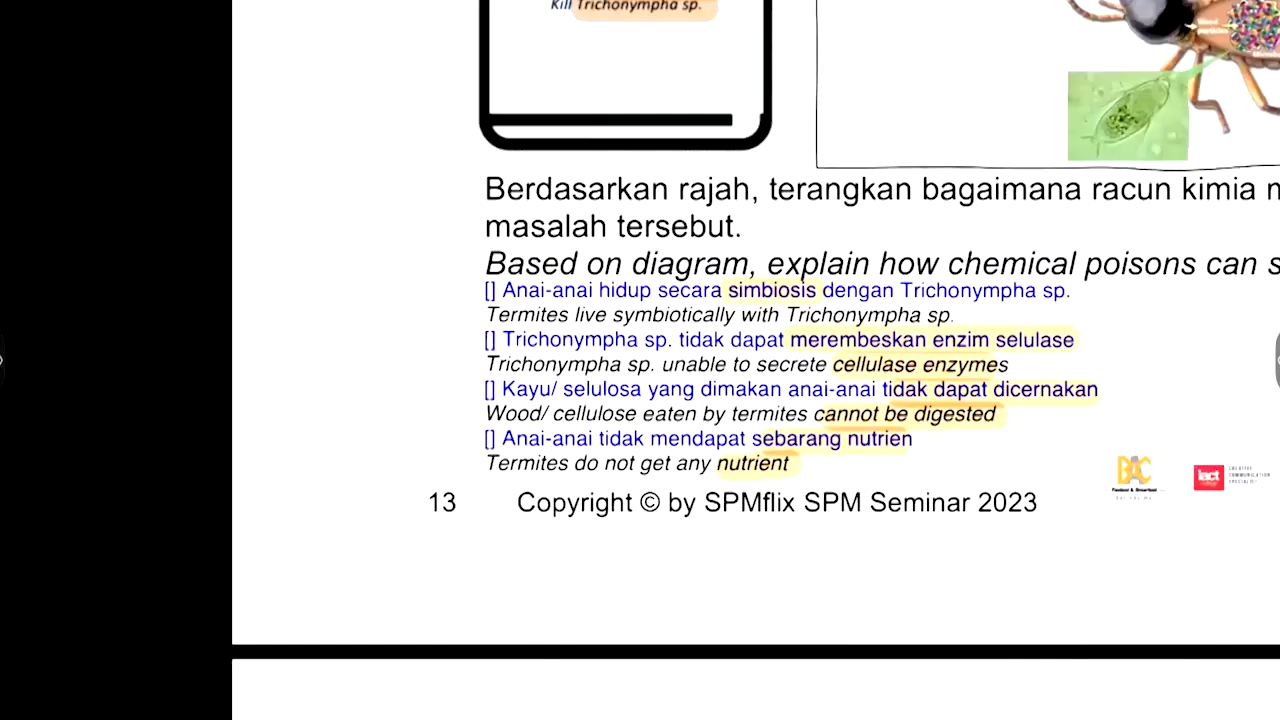 Kill Trichonympha sp.
Berdasarkan rajah, terangkan bagaimana racun kimia
masalah tersebut.
Based on diagram, explain how chemical poisons can s
[] Anai-anai hidup secara simbiosis dengan Trichonympha sp.
Termites live symbiotically with Trichonympha sp.
[] Trichonympha sp. tidak dapat merembeskan enzim selulase
Trichonympha sp. unable to secrete cellulase enzymes
[] Kayu/ selulosa yang dimakan anai-anai tidak dapat dicernakan
Wood/ cellulose eaten by termites cannot be digested
[] Anai-anai tidak mendapat sebarang nutrien
Termites do not get any nutrient
BAC
lact
13 Copyright © by SPMflix SPM Seminar 2023